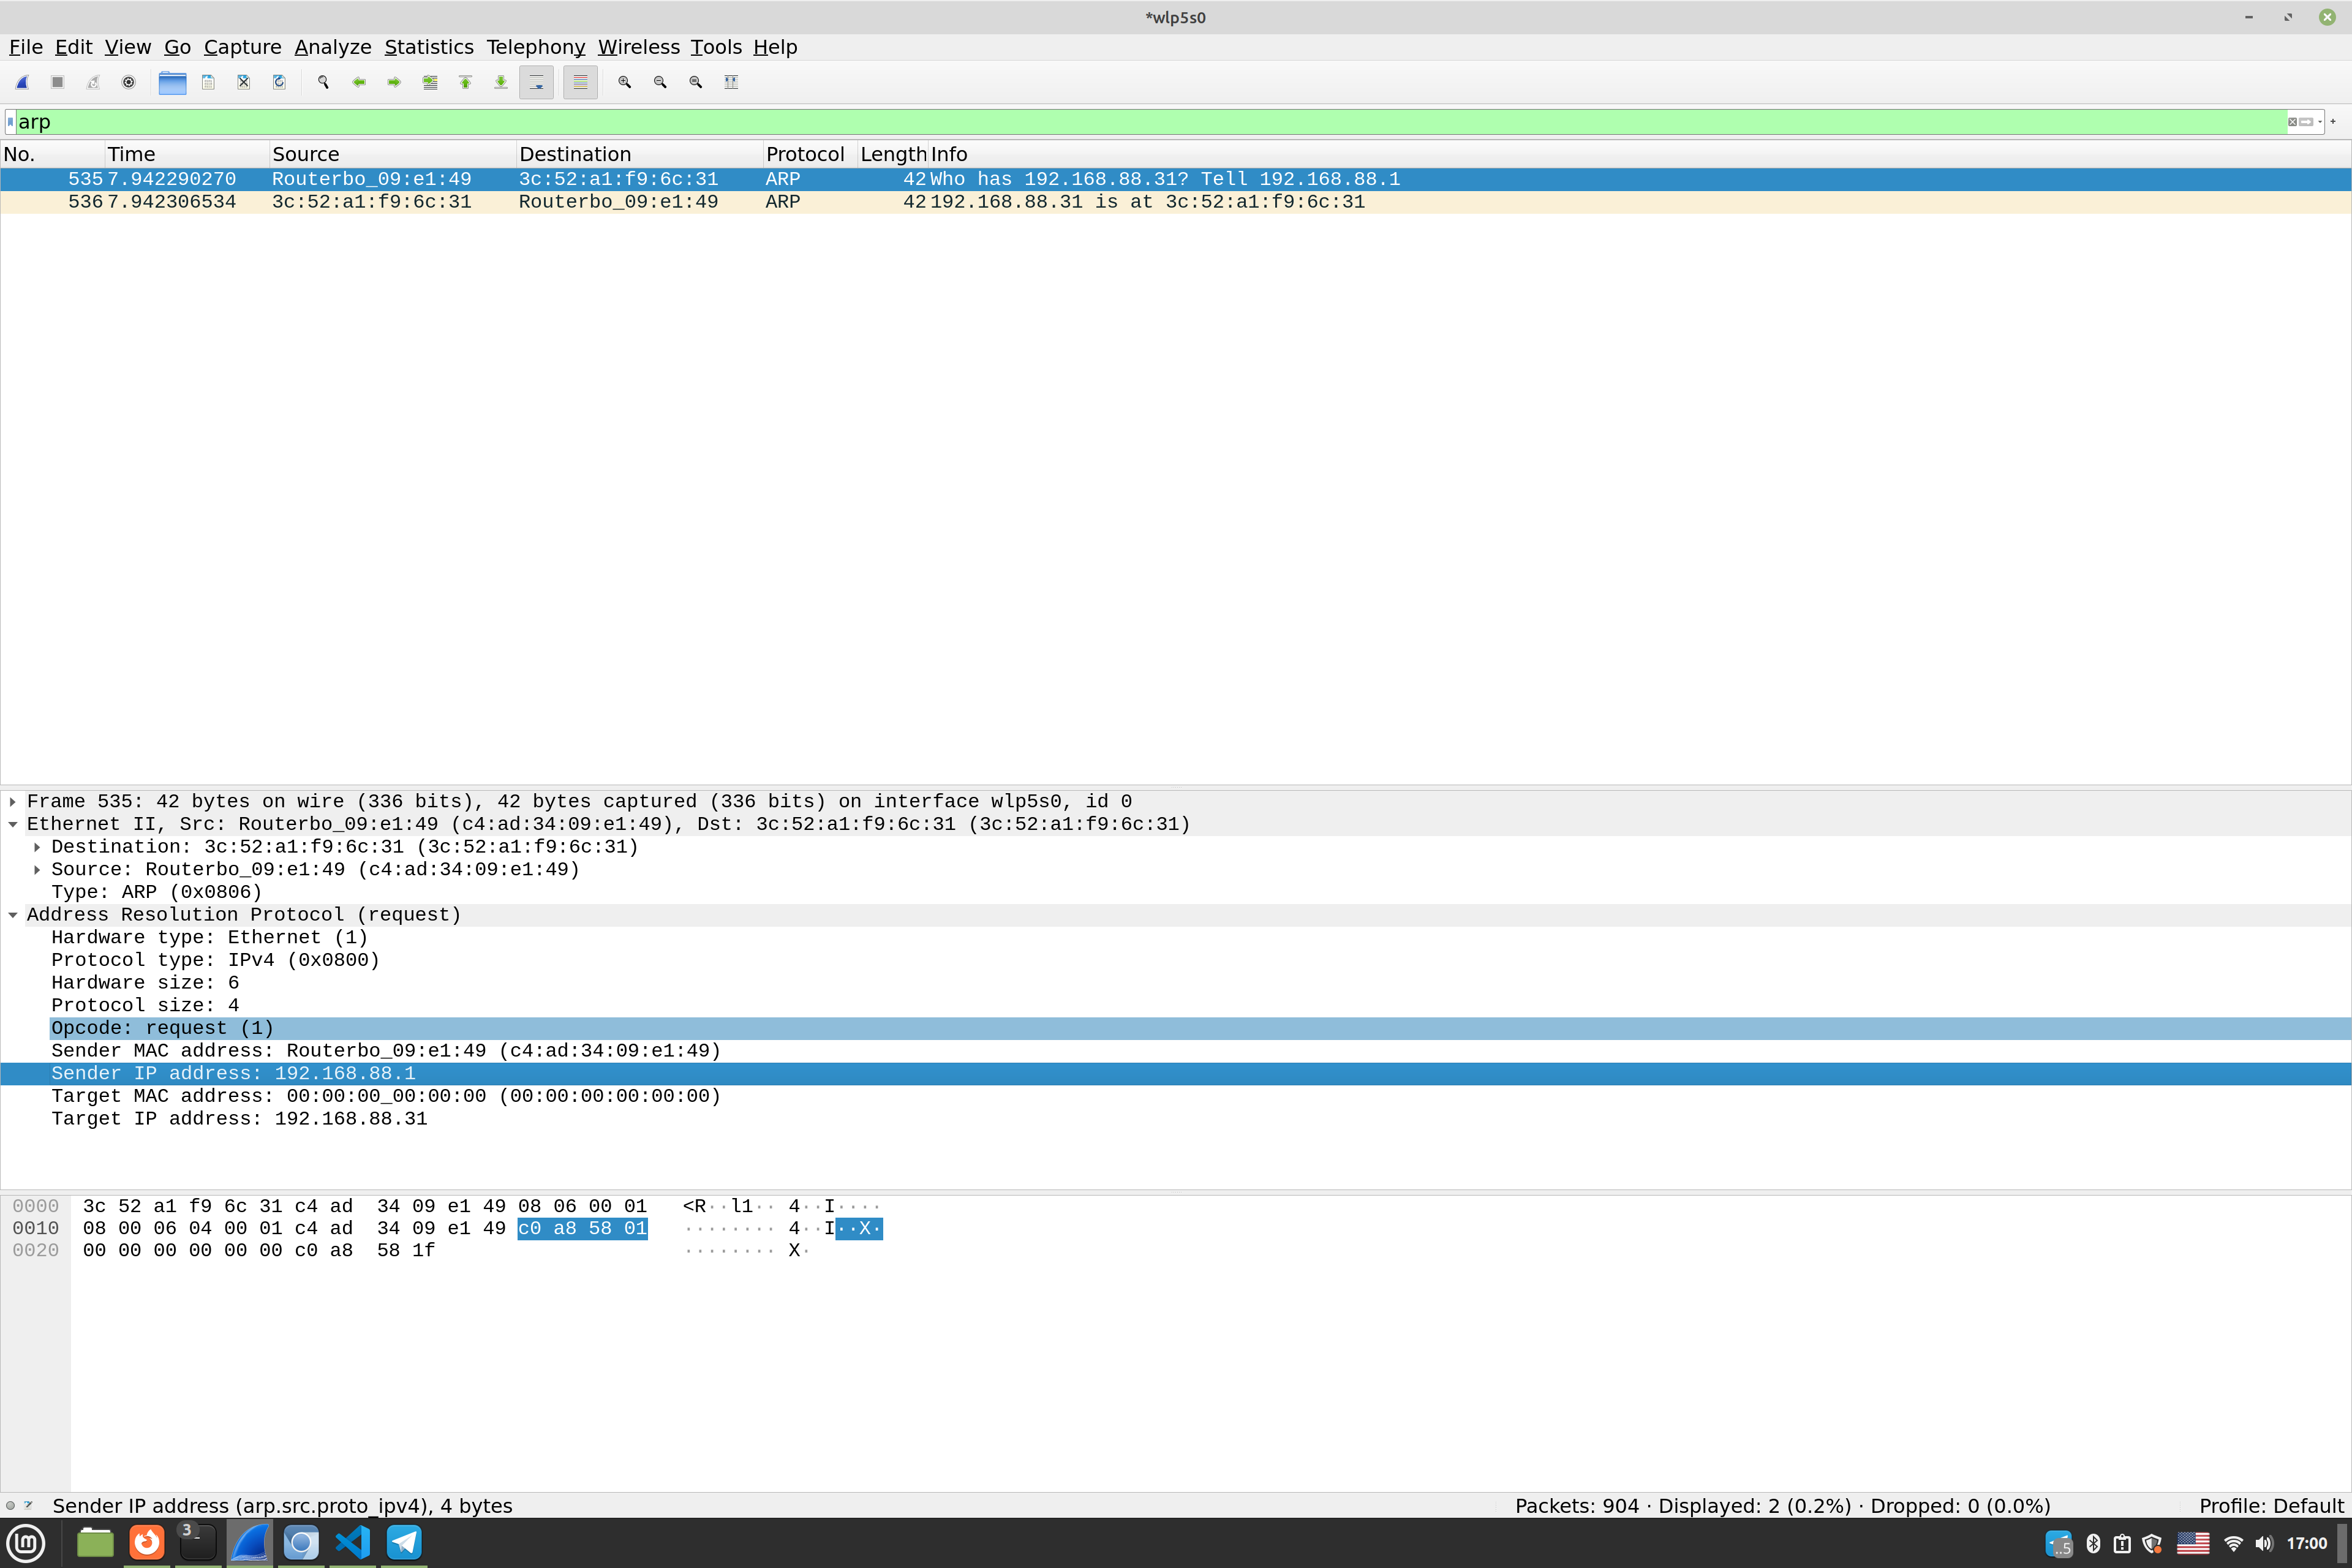 *wlp5s0
File Edit View Go Capture Analyze Statistics Telephony Wireless Tools Help
arp
No. Time Source Destination Protocol Length Info
535 7.942290270 Routerbo_09:e1:49 3c:52:a1:f9:6c:31 ARP 42 Who has 192.168.88.31? Tell 192.168.88.1
536 7.942306534 3c:52:a1:f9:6c:31 Routerbo_09:e1:49 ARP 42 192.168.88.31 is at 3c:52:a1:f9:6c:31
Frame 535: 42 bytes on wire (336 bits), 42 bytes captured (336 bits) on interface wlp5s0, id 0
Ethernet II, Src: Routerbo_09:e1:49 (c4:ad:34:09:e1:49), Dst: 3c:52:a1:f9:6c:31 (3c:52:a1:f9:6c:31)
Destination: 3c:52:a1:f9:6c:31 (3c:52:a1:f9:6c:31)
Source: Routerbo_09:e1:49 (c4:ad:34:09:e1:49)
Type: ARP (0x0806)
Address Resolution Protocol (request)
Hardware type: Ethernet (1)
Protocol type: IPv4 (0x0800)
Hardware size: 6
Protocol size: 4
Opcode: request (1)
Sender MAC address: Routerbo_09:e1:49 (c4:ad:34:09:e1:49)
Sender IP address: 192.168.88.1
Target MAC address: 00:00:00_00:00:00 (00:00:00:00:00:00)
Target IP address: 192.168.88.31
0000 3c 52 a1 f9 6c 31 c4 ad 34 09 e1 49 08 06 00 01 <R··l1·· 4··I····
0010 08 00 06 04 00 01 c4 ad 34 09 e1 49 c0 a8 58 01 ········ 4··I··X·
0020 00 00 00 00 00 00 c0 a8 58 1f ········ X·
Sender IP address (arp.src.proto_ipv4), 4 bytes Packets: 904 · Displayed: 2 (0.2%) · Dropped: 0 (0.0%) Profile: Default
3 ..5 17:00